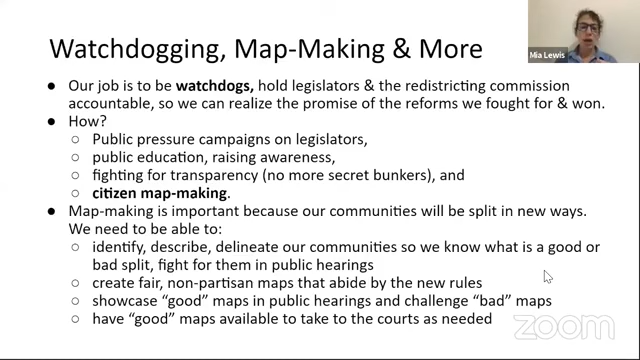 Watchdogging, Map-Making & More
Mia Lewis
● Our job is to be watchdogs, hold legislators & the redistricting commission
accountable, so we can realize the promise of the reforms we fought for & won.
● How?
○ Public pressure campaigns on legislators,
○ public education, raising awareness,
○ fighting for transparency (no more secret bunkers), and
○ citizen map-making.
● Map-making is important because our communities will be split in new ways.
We need to be able to:
○ identify, describe, delineate our communities so we know what is a good or
bad split, fight for them in public hearings
○ create fair, non-partisan maps that abide by the new rules
○ showcase “good” maps in public hearings and challenge “bad” maps
○ have “good” maps available to take to the courts as needed
zoom